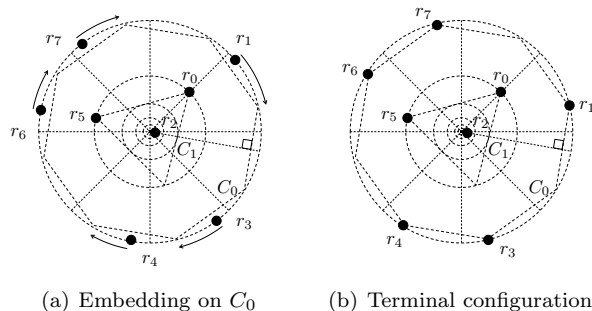 r7
r1
r0
r5
r2
r6
C1
C0
r3
r4
r7
r6
r0
r1
r5
r2
C1
C0
r4
r3
(a) Embedding on C0
(b) Terminal configuration